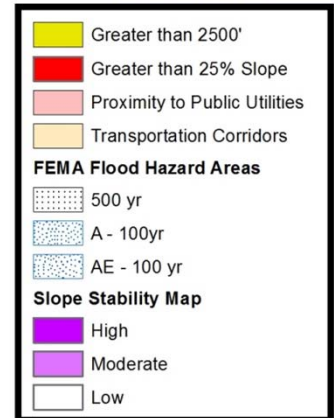 Greater than 2500'
Greater than 25% Slope
Proximity to Public Utilities
Transportation Corridors
FEMA Flood Hazard Areas
500 yr
A - 100yr
AE - 100 yr
Slope Stability Map
High
Moderate
Low